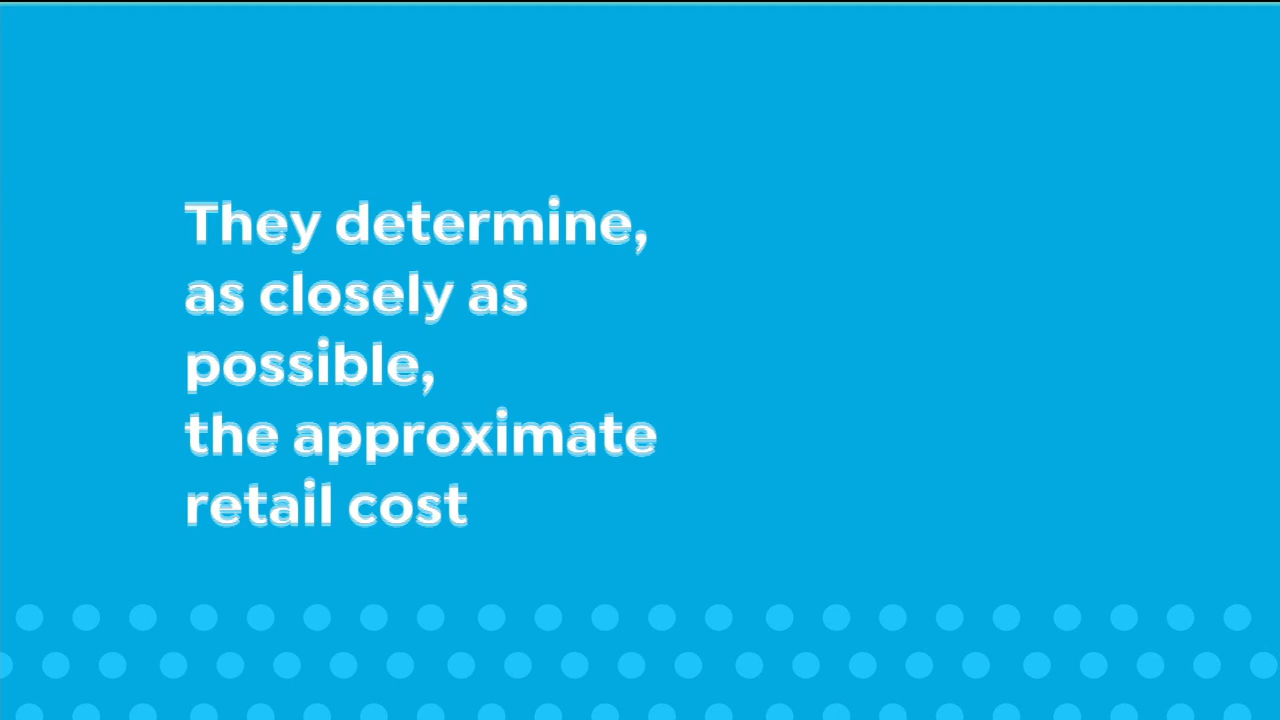 They determine,
as closely as
possible,
the approximate
retail cost